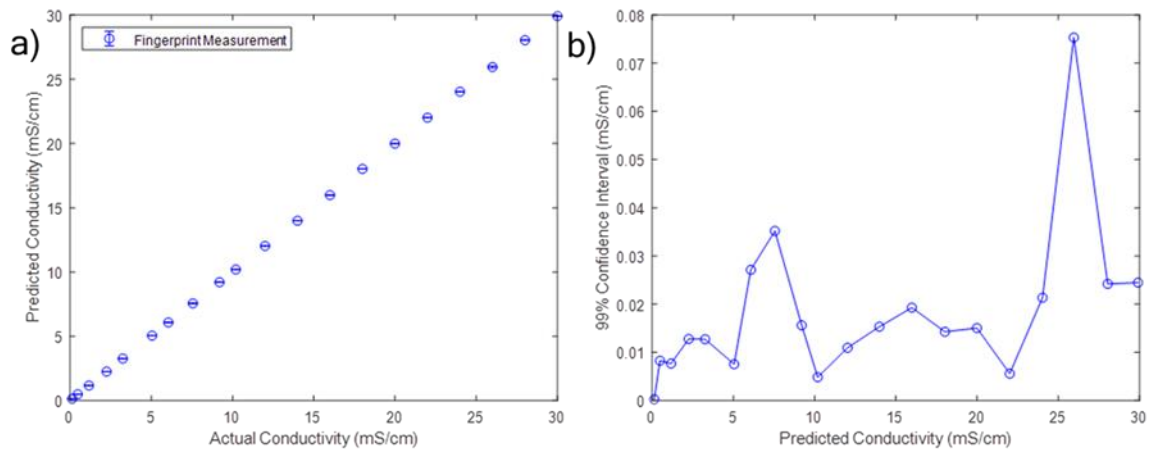 a)
Fingerprint Measurement
30
25
20
15
10
5
0
Predicted Conductivity (mS/cm)
0 5 10 15 20 25 30
Actual Conductivity (mS/cm)
b)
0.08
0.07
0.06
0.05
0.04
0.03
0.02
0.01
0
99% Confidence Interval (mS/cm)
0 5 10 15 20 25 30
Predicted Conductivity (mS/cm)